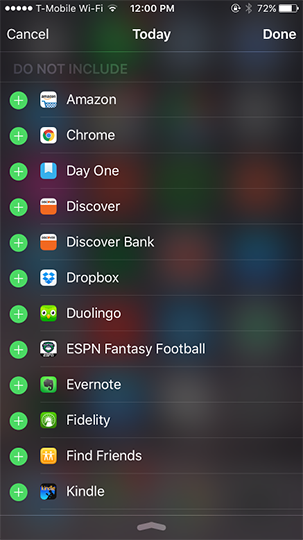 T-Mobile Wi-Fi 12:00 PM 72%
Cancel Today Done
DO NOT INCLUDE
Amazon
Chrome
Day One
Discover
Discover Bank
Dropbox
Duolingo
ESPN Fantasy Football
Evernote
Fidelity
Find Friends
Kindle